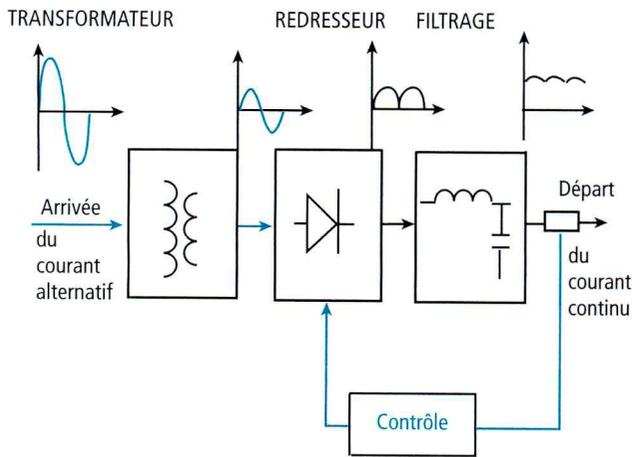 TRANSFORMATEUR
REDRESSEUR
FILTRAGE
Arrivée
du
courant
alternatif
Départ
du
courant
continu
Contrôle